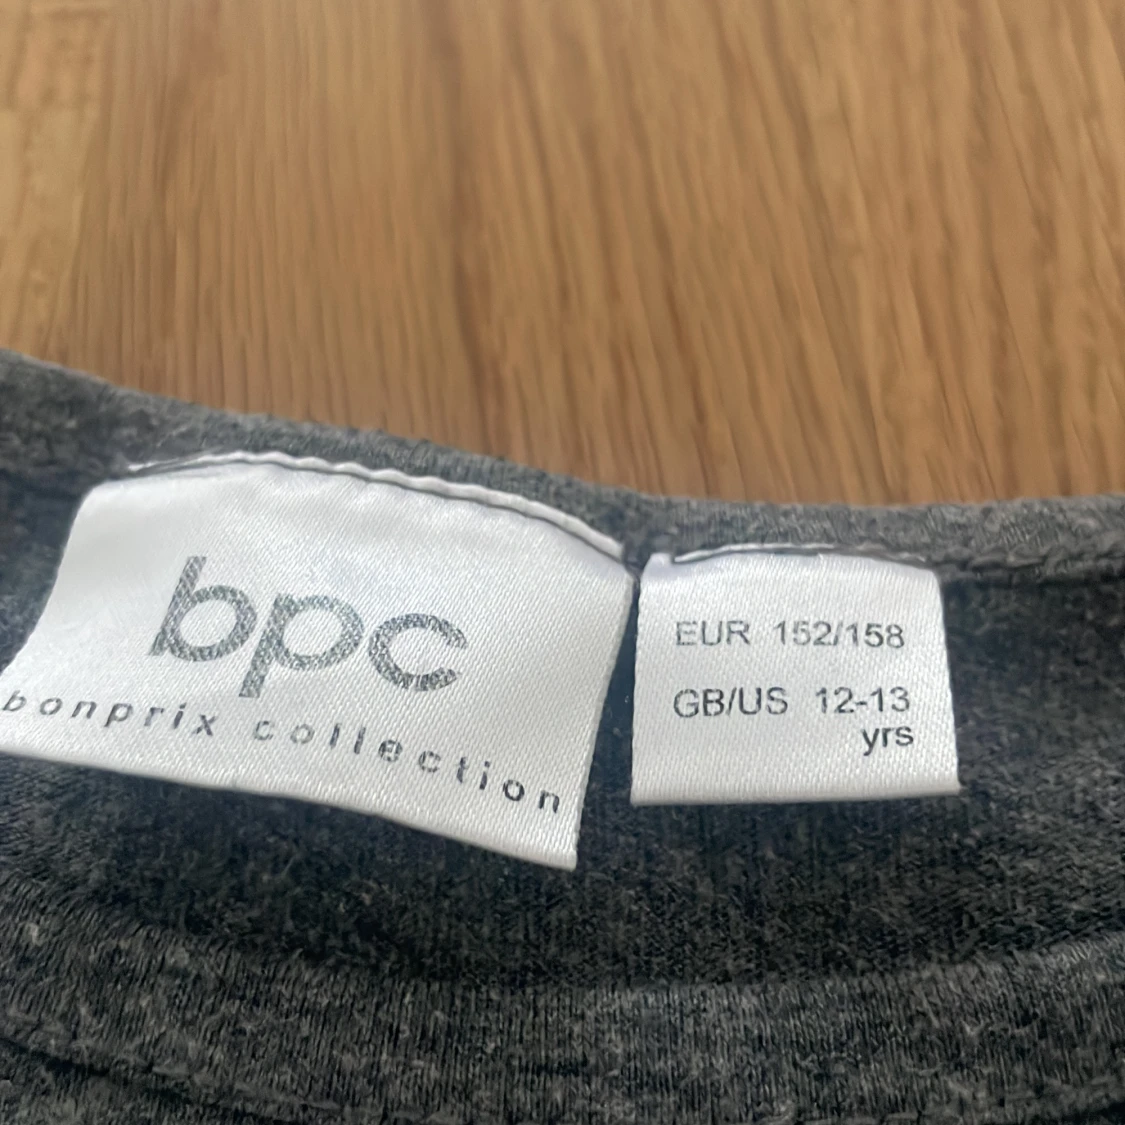 bpc
bonprix collection
EUR 152/158
GB/US 12-13
yrs